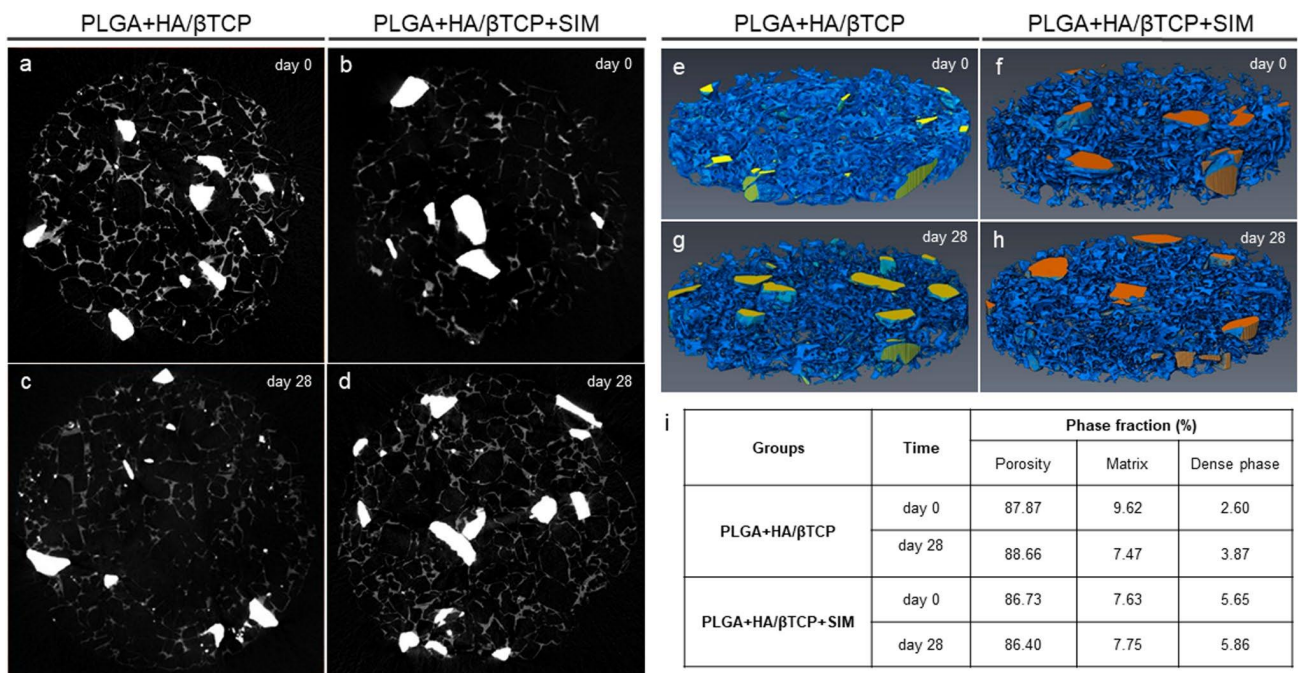 PLGA+HA/βTCP
PLGA+HA/βTCP+SIM
a
day 0
b
day 0
c
day 28
d
day 28
PLGA+HA/βTCP
PLGA+HA/βTCP+SIM
e
day 0
f
day 0
g
day 28
h
day 28
i
Groups
Time
Phase fraction (%)
Porosity
Matrix
Dense phase
PLGA+HA/βTCP
day 0
87.87
9.62
2.60
day 28
88.66
7.47
3.87
PLGA+HA/βTCP+SIM
day 0
86.73
7.63
5.65
day 28
86.40
7.75
5.86